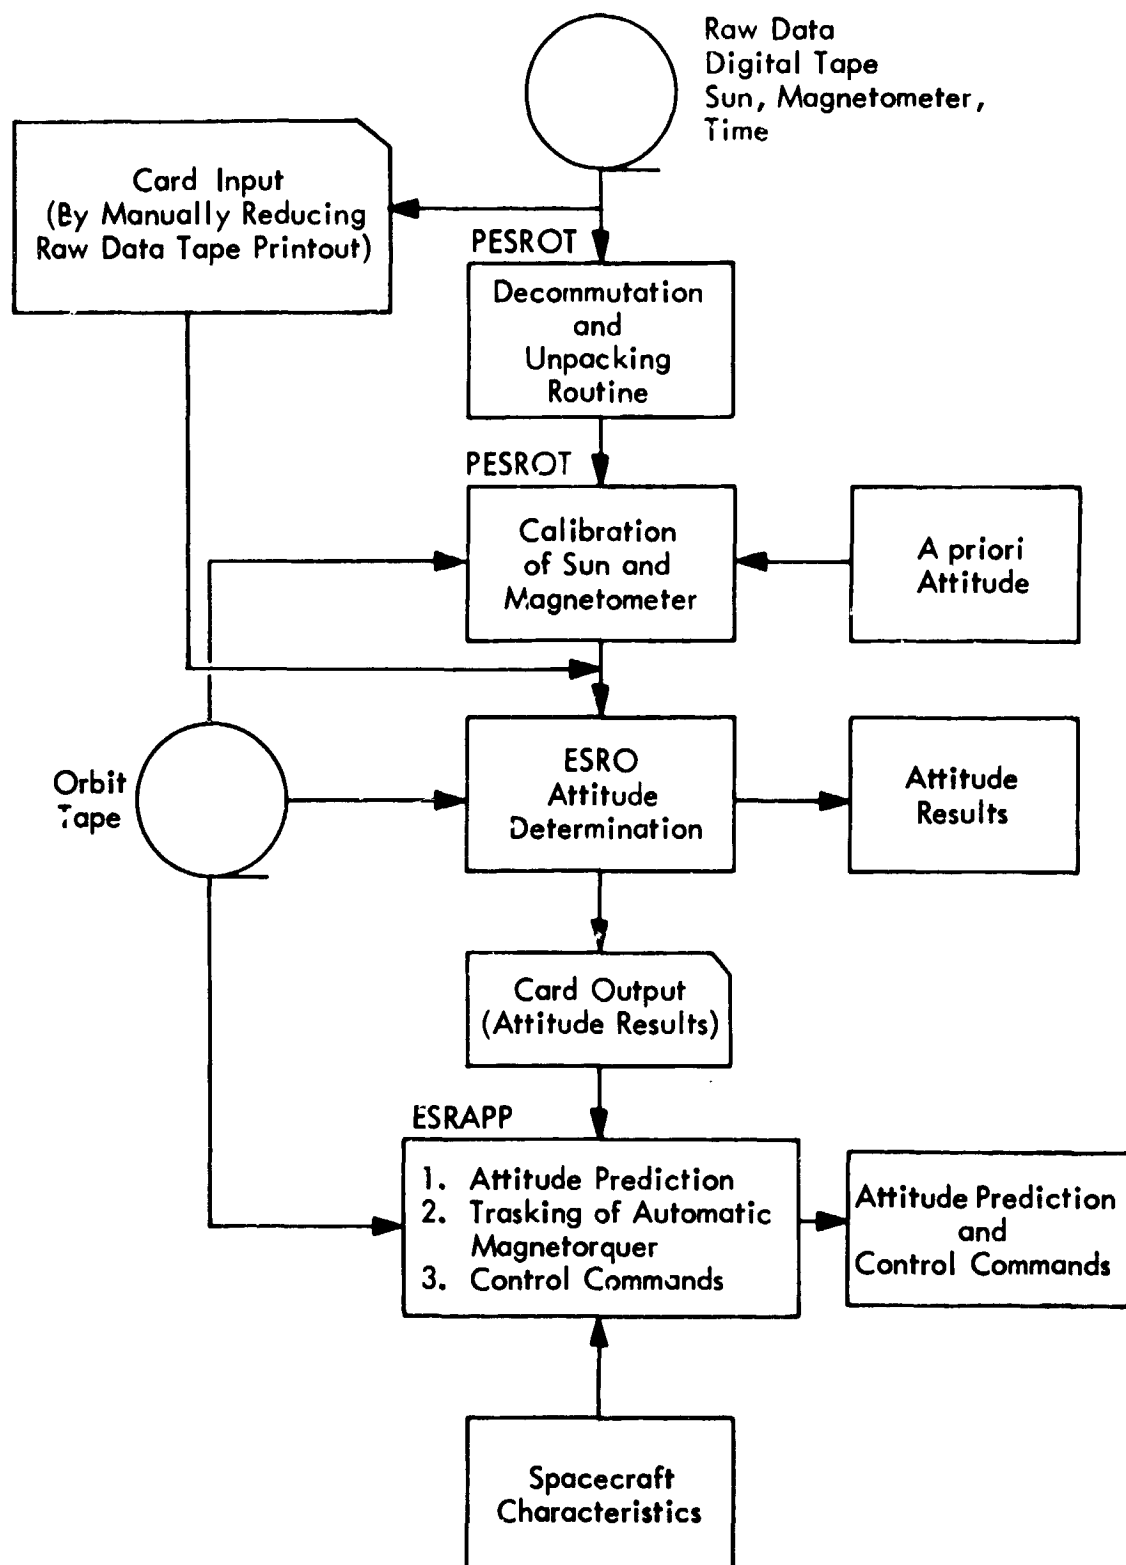 Raw Data
Digital Tape
Sun, Magnetometer,
Time
Card Input
(By Manually Reducing
Raw Data Tape Printout)
PESROT
Decommutation
and
Unpacking
Routine
PESROT
Calibration
of Sun and
Magnetometer
A priori
Attitude
Orbit
Tape
ESRO
Attitude
Determination
Attitude
Results
Card Output
(Attitude Results)
ESRAPP
1. Attitude Prediction
2. Trasking of Automatic
Magnetorquer
3. Control Commands
Attitude Prediction
and
Control Commands
Spacecraft
Characteristics